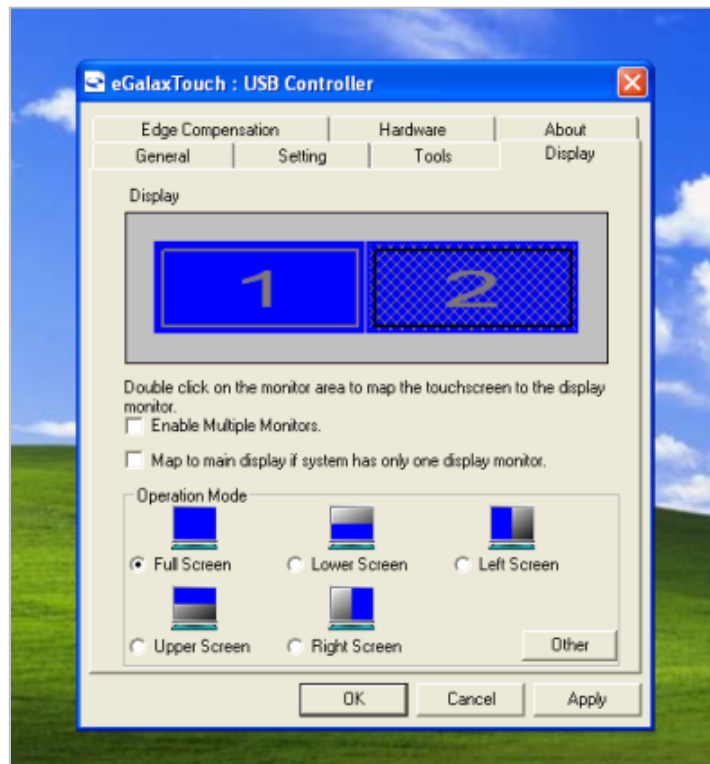 eGalaxTouch : USB Controller
Edge Compensation Hardware About
General Setting Tools Display
Display
1 2
Double click on the monitor area to map the touchscreen to the display
monitor.
Enable Multiple Monitors.
Map to main display if system has only one display monitor.
Operation Mode
Full Screen Lower Screen Left Screen
Upper Screen Right Screen Other
OK Cancel Apply